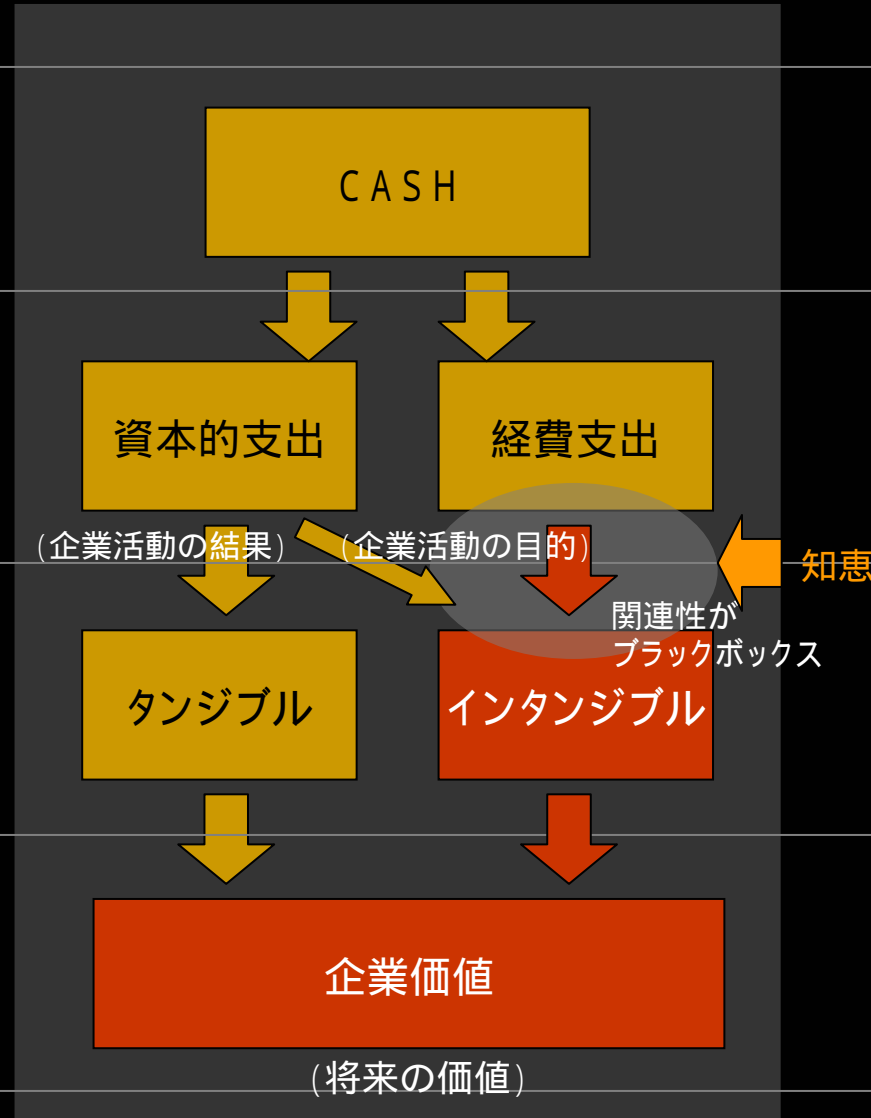 CASH
資本的支出
経費支出
(企業活動の結果)
(企業活動の目的)
知恵
関連性が
ブラックボックス
タンジブル
インタンジブル
企業価値
(将来の価値)